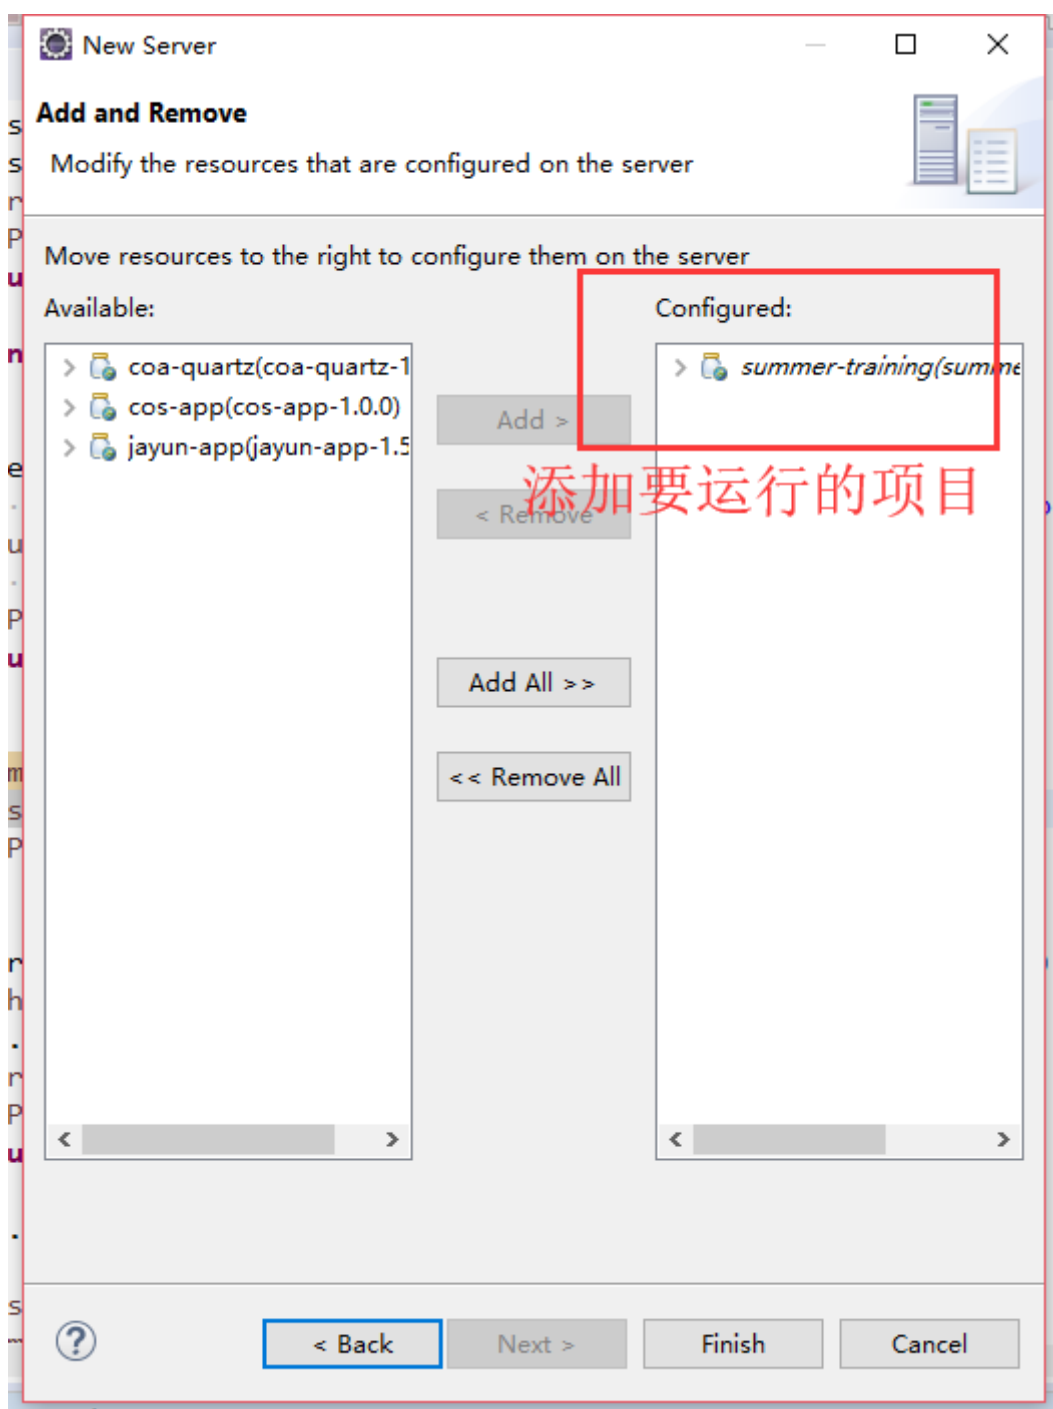 New Server
Add and Remove
Modify the resources that are configured on the server
Move resources to the right to configure them on the server
Available:
Configured:
coa-quartz(coa-quartz-1
cos-app(cos-app-1.0.0)
jayun-app(jayun-app-1.5
summer-training(summe
Add >
添加要运行的项目
< Remove
Add All >>
<< Remove All
?
< Back
Next >
Finish
Cancel